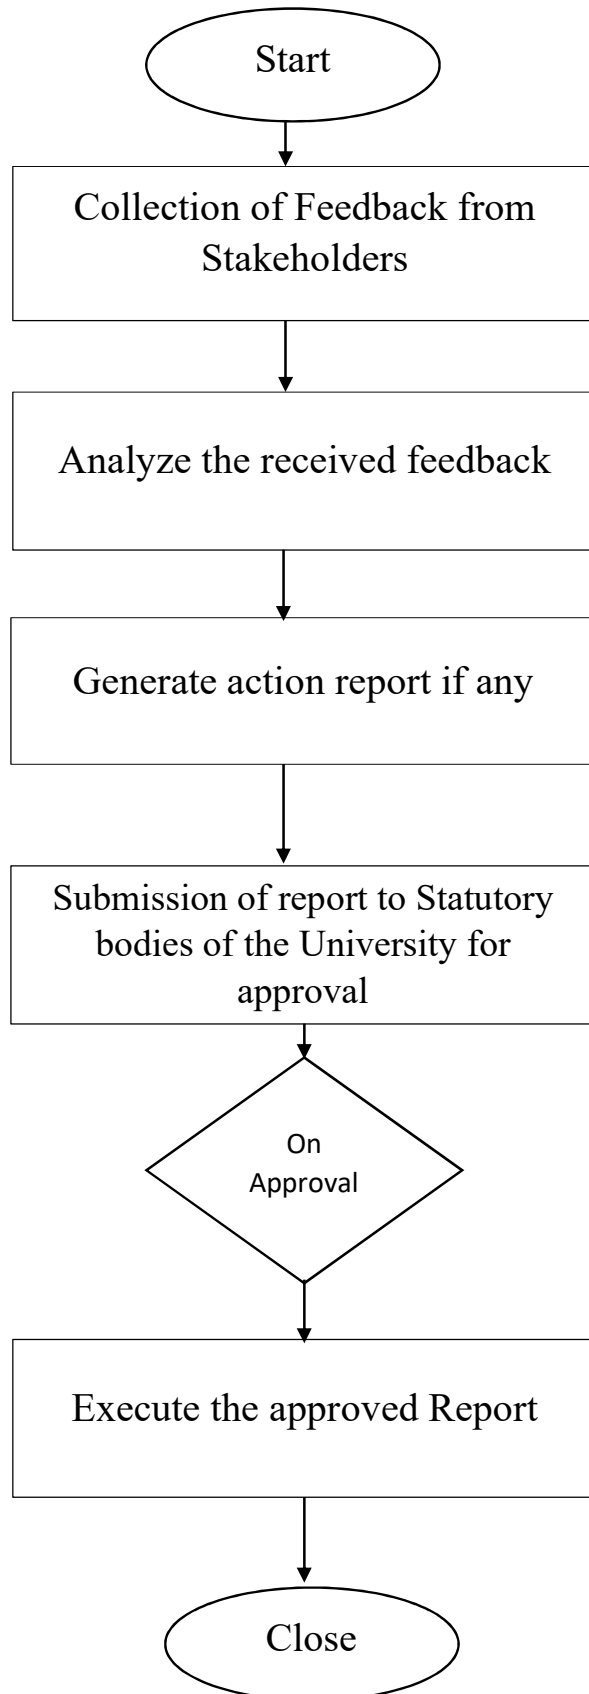 Start
Collection of Feedback from
Stakeholders
Analyze the received feedback
Generate action report if any
Submission of report to Statutory
bodies of the University for
approval
On
Approval
Execute the approved Report
Close